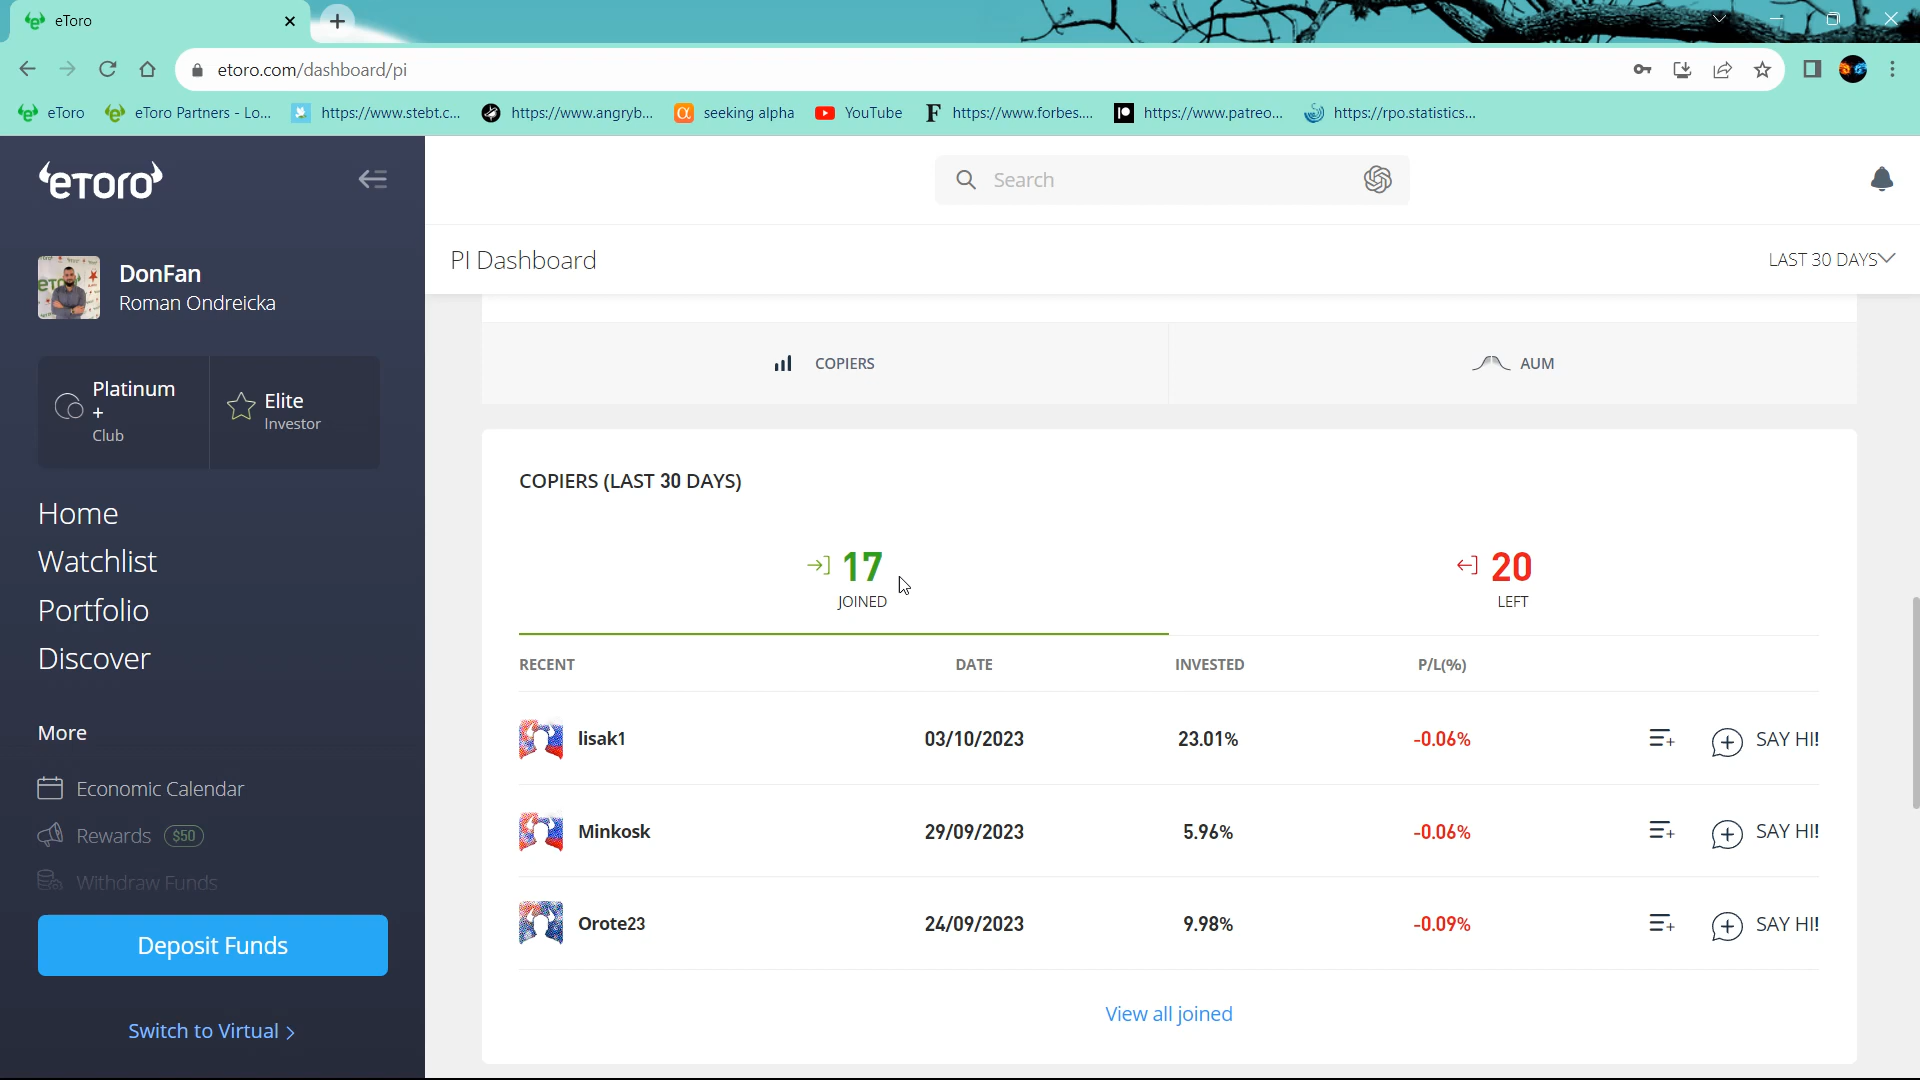 eToro
etoro.com/dashboard/pi
eToro
eToro Partners - Lo...
https://www.stebt.c...
https://www.angryb...
seeking alpha
YouTube
https://www.forbes....
https://www.patreo...
https://rpo.statistics...
eToro
Search
PI Dashboard
LAST 30 DAYS
DonFan
Roman Ondreicka
Platinum
+
Club
Elite
Investor
Home
Watchlist
Portfolio
Discover
More
Economic Calendar
Rewards $50
Withdraw Funds
Deposit Funds
Switch to Virtual >
COPIERS
AUM
COPIERS (LAST 30 DAYS)
17
JOINED
20
LEFT
RECENT DATE INVESTED P/L(%)
lisak1 03/10/2023 23.01% -0.06% SAY HI!
Minkosk 29/09/2023 5.96% -0.06% SAY HI!
Orote23 24/09/2023 9.98% -0.09% SAY HI!
View all joined